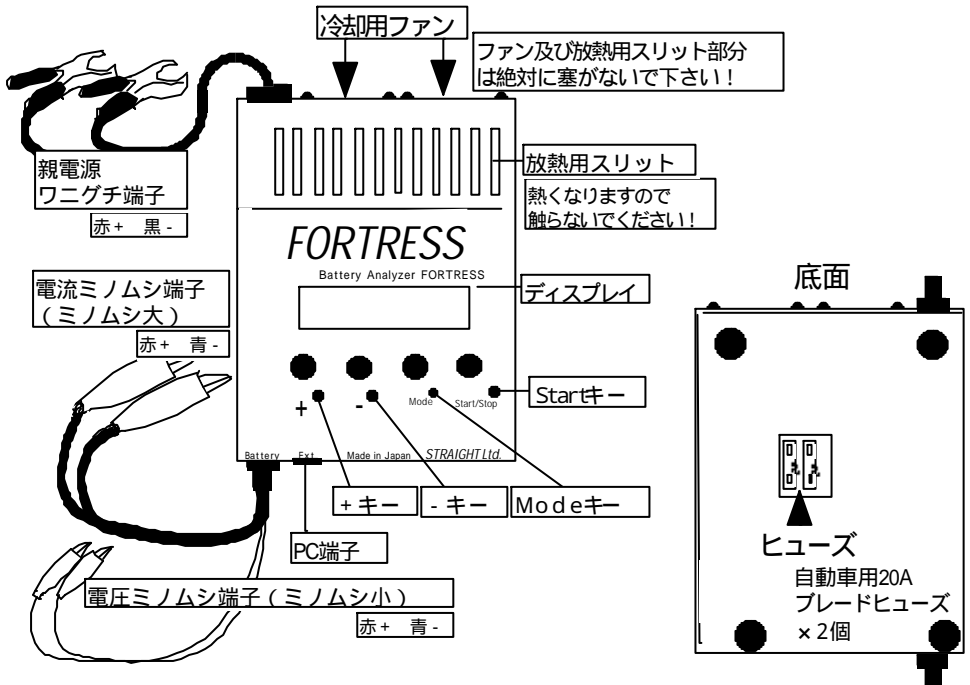 冷却用ファン
ファン及び放熱用スリット部分
は絶対に塞がないで下さい！
親電源
ワニグチ端子
赤+ 黒-
放熱用スリット
熱くなりますので
触らないでください！
FORTRESS
Battery Analyzer FORTRESS
電流ミノムシ端子
（ミノムシ大）
赤+ 青-
ディスプレイ
+
-
Mode
Start/Stop
Startキー
Battery
Ext.
Made in Japan
STRAIGHT Ltd.
+キー
-キー
Modeキー
PC端子
電圧ミノムシ端子（ミノムシ小）
赤+ 青-
底面
ヒューズ
自動車用20A
ブレードヒューズ
×2個